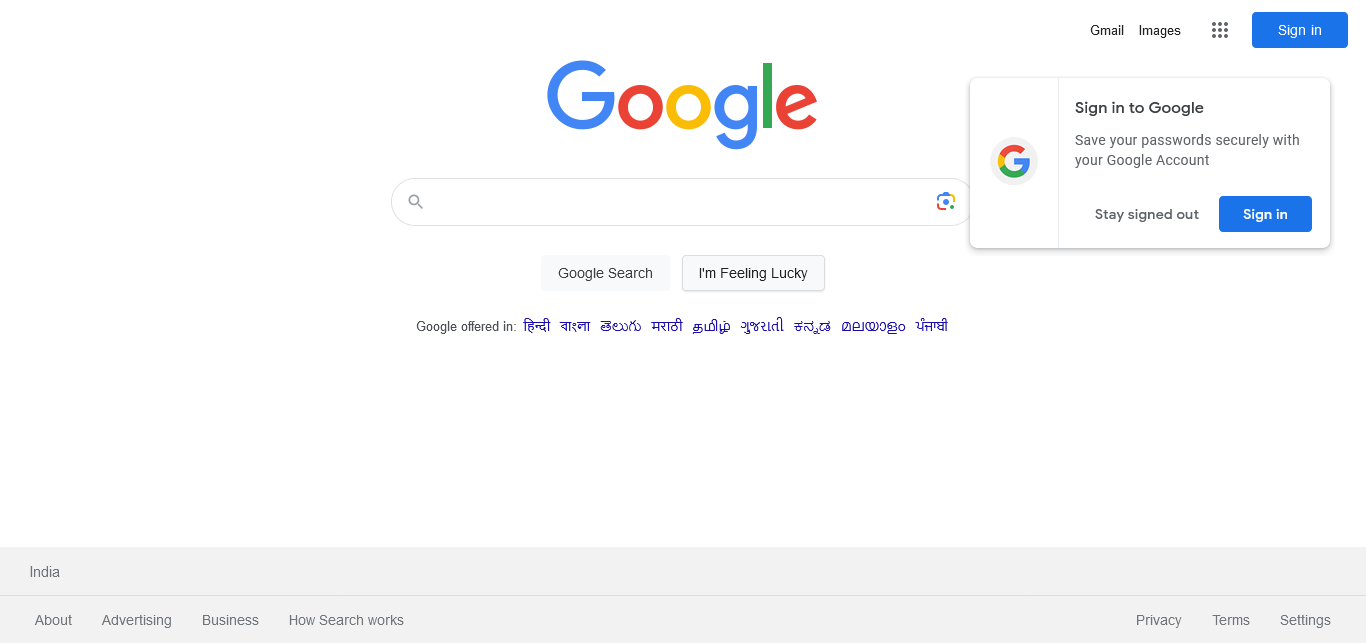 Gmail Images Sign in
Google
Sign in to Google
Save your passwords securely with
your Google Account
Stay signed out Sign in
Google Search I'm Feeling Lucky
Google offered in: हिन्दी বাংলা తెలుగు मराठी தமிழ் ગુજરાતી ಕನ್ನಡ മലയാളം ਪੰਜਾਬੀ
India
About Advertising Business How Search works Privacy Terms Settings